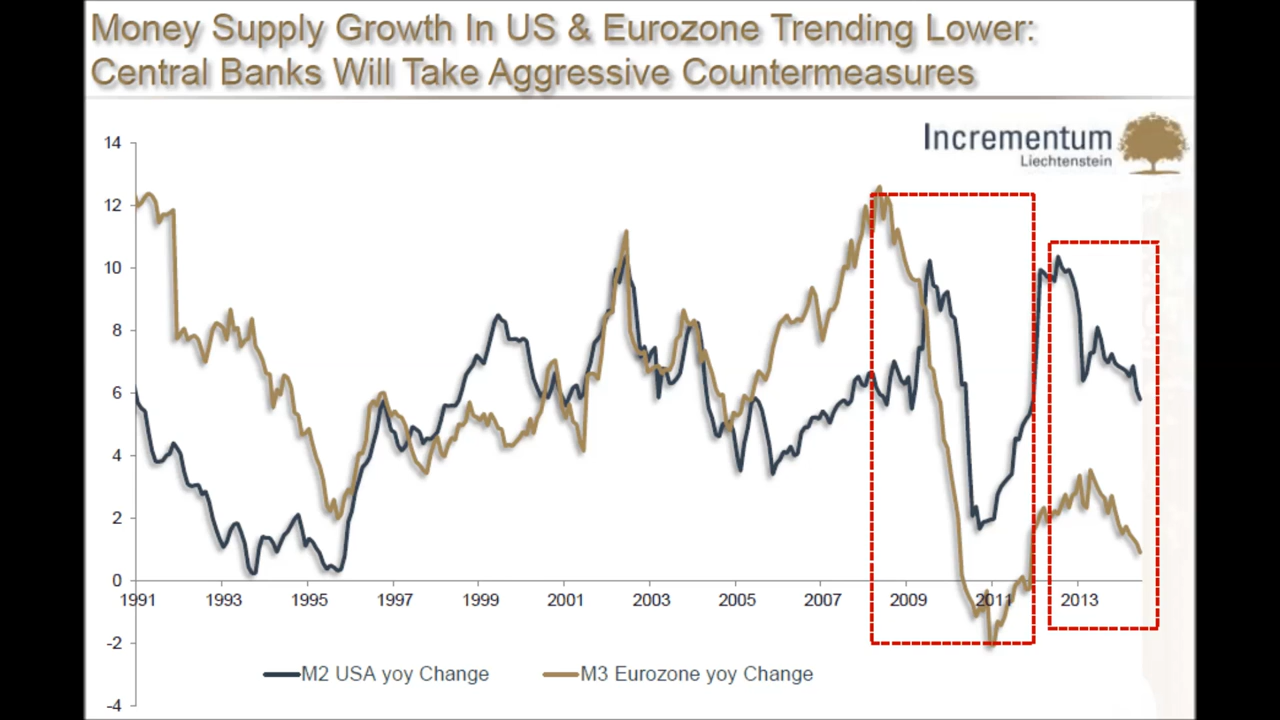 Money Supply Growth In US & Eurozone Trending Lower:
Central Banks Will Take Aggressive Countermeasures
Incrementum
Liechtenstein
14
12
10
8
6
4
2
0
-2
-4
1991 1993 1995 1997 1999 2001 2003 2005 2007 2009 2011 2013
M2 USA yoy Change M3 Eurozone yoy Change